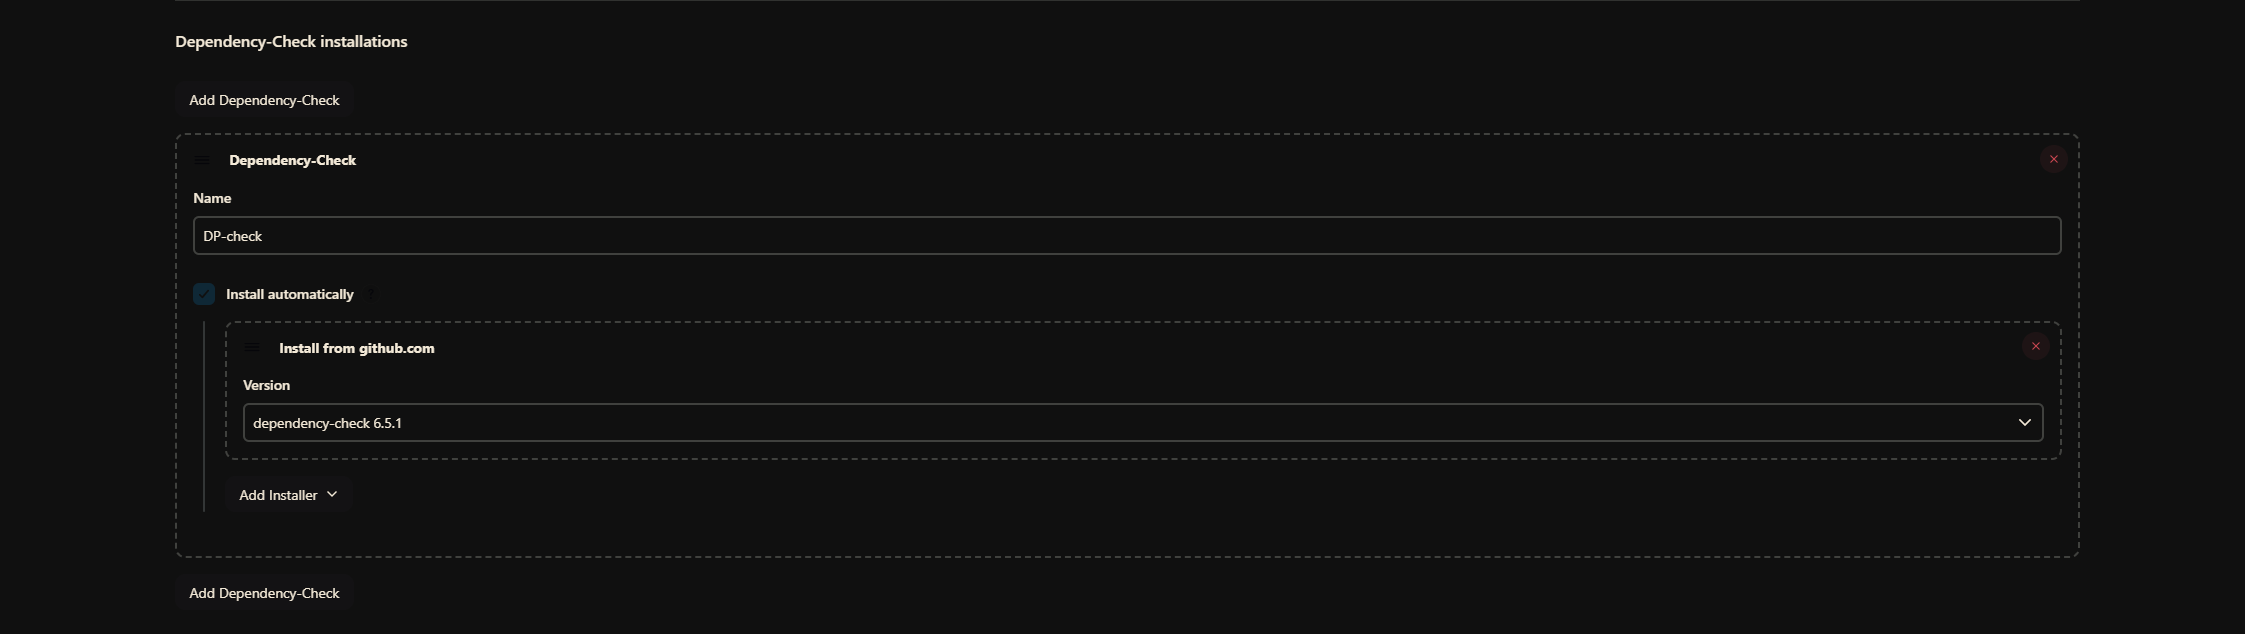 Dependency-Check installations
Add Dependency-Check
Dependency-Check
Name
DP-check
Install automatically ?
Install from github.com
Version
dependency-check 6.5.1
Add Installer
Add Dependency-Check